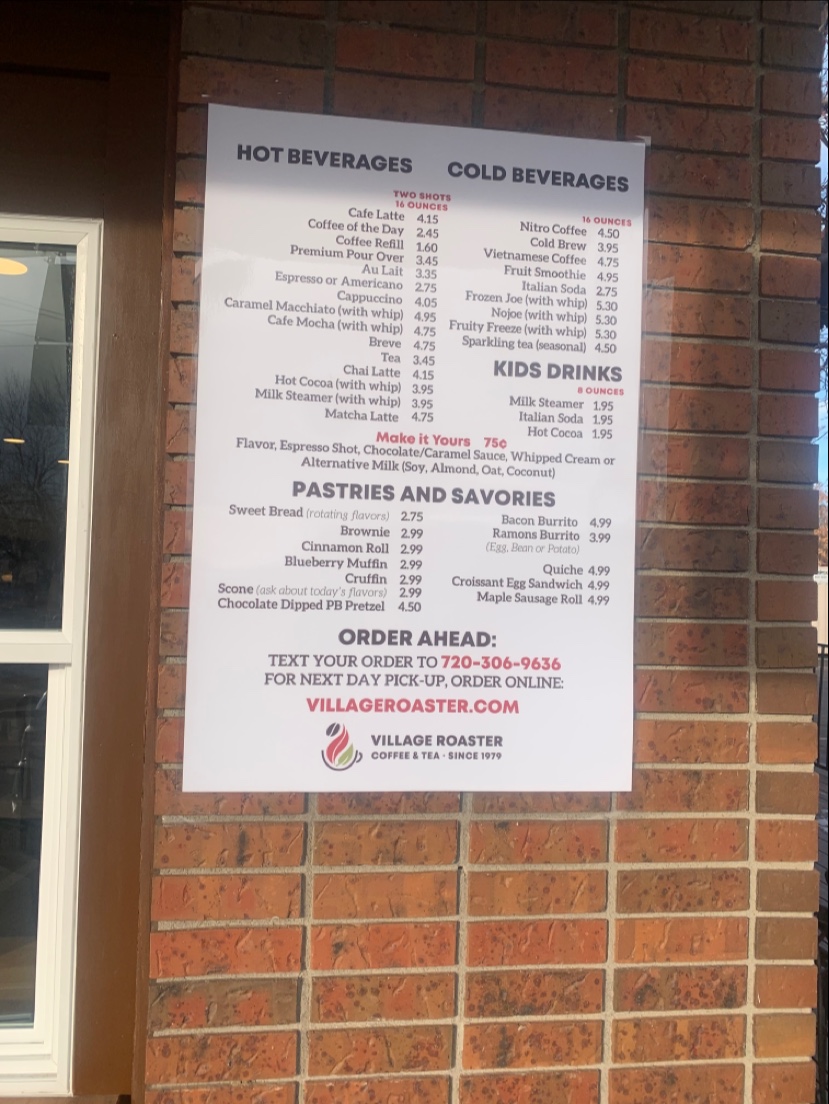 HOT BEVERAGES
TWO SHOTS
16 OUNCES
Cafe Latte 4.15
Coffee of the Day 2.45
Coffee Refill 1.60
Premium Pour Over 3.45
Au Lait 3.35
Espresso or Americano 2.75
Cappuccino 4.05
Caramel Macchiato (with whip) 4.95
Cafe Mocha (with whip) 4.75
Breve 4.75
Tea 3.45
Chai Latte 4.15
Hot Cocoa (with whip) 3.95
Milk Steamer (with whip) 3.95
Matcha Latte 4.75
COLD BEVERAGES
16 OUNCES
Nitro Coffee 4.50
Cold Brew 3.95
Vietnamese Coffee 4.75
Fruit Smoothie 4.95
Italian Soda 2.75
Frozen Joe (with whip) 5.30
Nojoe (with whip) 5.30
Fruity Freeze (with whip) 5.30
Sparkling tea (seasonal) 4.50
KIDS DRINKS
8 OUNCES
Milk Steamer 1.95
Italian Soda 1.95
Hot Cocoa 1.95
Make it Yours 75¢
Flavor, Espresso Shot, Chocolate/Caramel Sauce, Whipped Cream or
Alternative Milk (Soy, Almond, Oat, Coconut)
PASTRIES AND SAVORIES
Sweet Bread (rotating flavors) 2.75
Brownie 2.99
Cinnamon Roll 2.99
Blueberry Muffin 2.99
Cruffin 2.99
Scone (ask about today's flavors) 2.99
Chocolate Dipped PB Pretzel 4.50
Bacon Burrito 4.99
Ramons Burrito 3.99
(Egg, Bean or Potato)
Quiche 4.99
Croissant Egg Sandwich 4.99
Maple Sausage Roll 4.99
ORDER AHEAD:
TEXT YOUR ORDER TO 720-306-9636
FOR NEXT DAY PICK-UP, ORDER ONLINE:
VILLAGEROASTER.COM
VILLAGE ROASTER
COFFEE & TEA · SINCE 1979